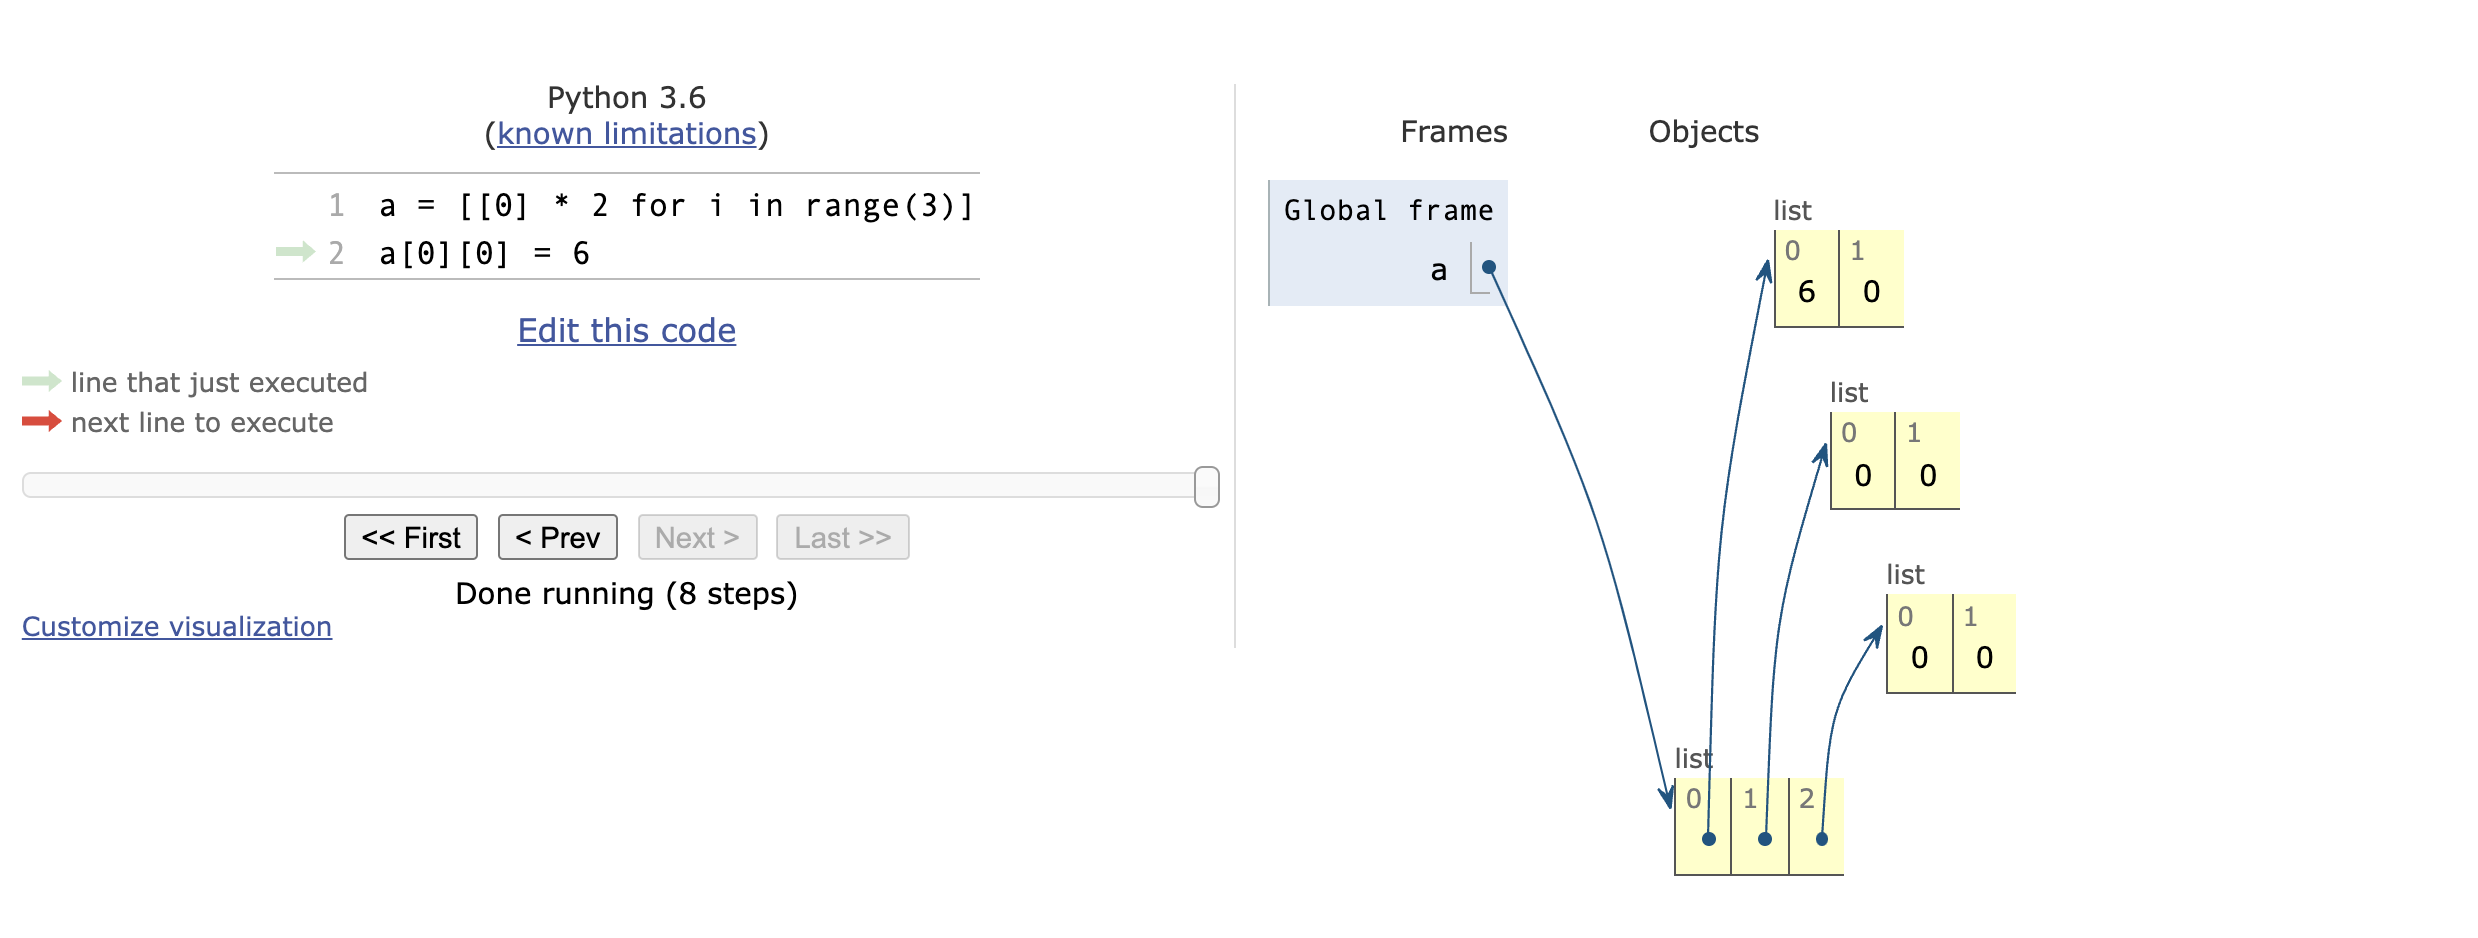 Python 3.6
(known limitations)
1 a = [[0] * 2 for i in range(3)]
2 a[0][0] = 6
Edit this code
line that just executed
next line to execute
<< First < Prev Next > Last >>
Done running (8 steps)
Customize visualization
Frames Objects
Global frame
a
list
0 1
6 0
list
0 1
0 0
list
0 1
0 0
list
0 1 2